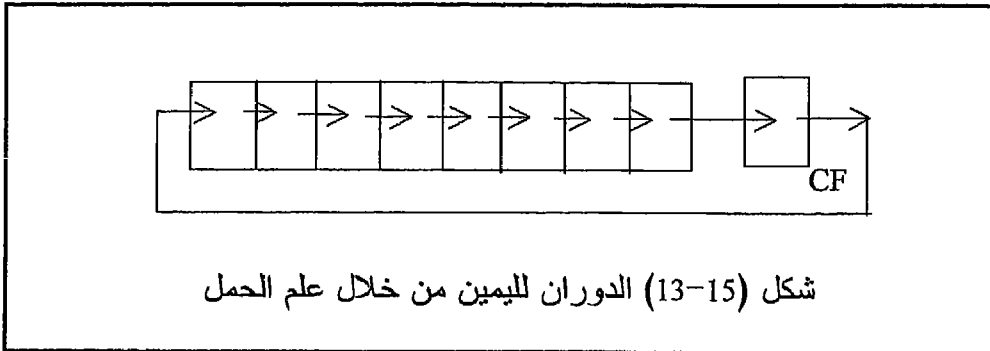 CF
شكل (13-15) الدوران لليمين من خلال علم الحمل